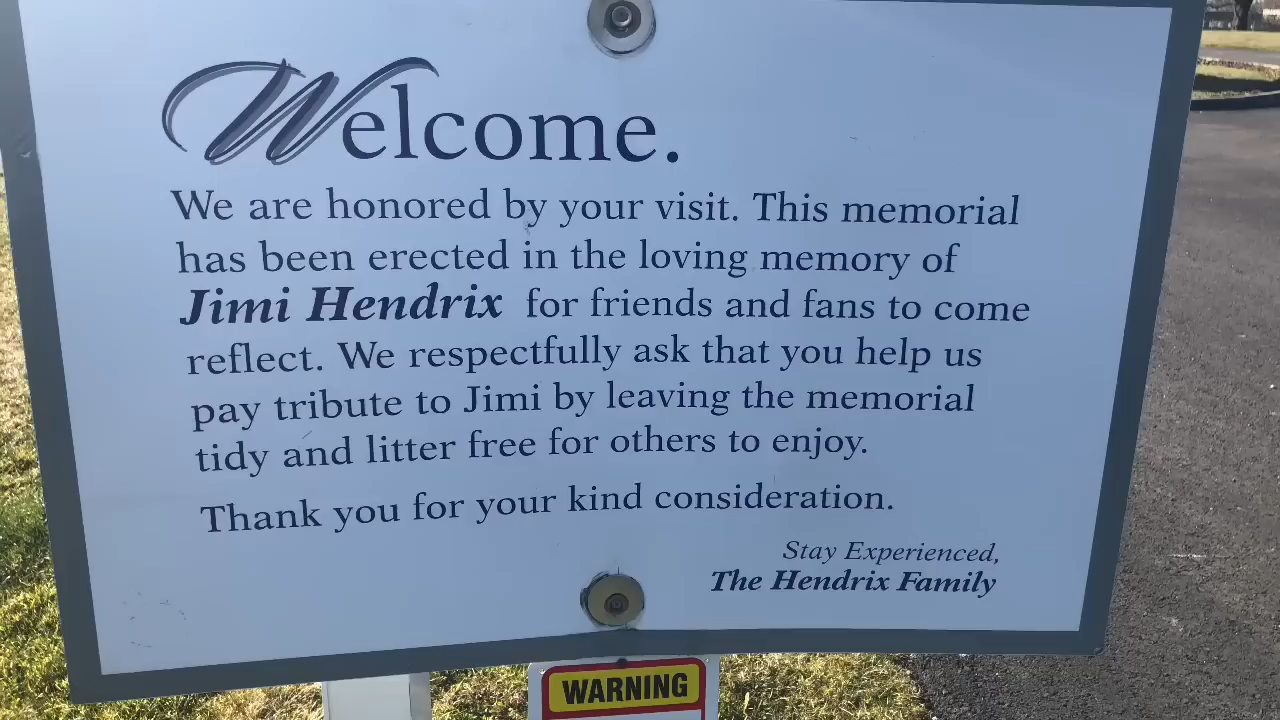 Welcome.
We are honored by your visit. This memorial
has been erected in the loving memory of
Jimi Hendrix for friends and fans to come
reflect. We respectfully ask that you help us
pay tribute to Jimi by leaving the memorial
tidy and litter free for others to enjoy.
Thank you for your kind consideration.
Stay Experienced,
The Hendrix Family
WARNING